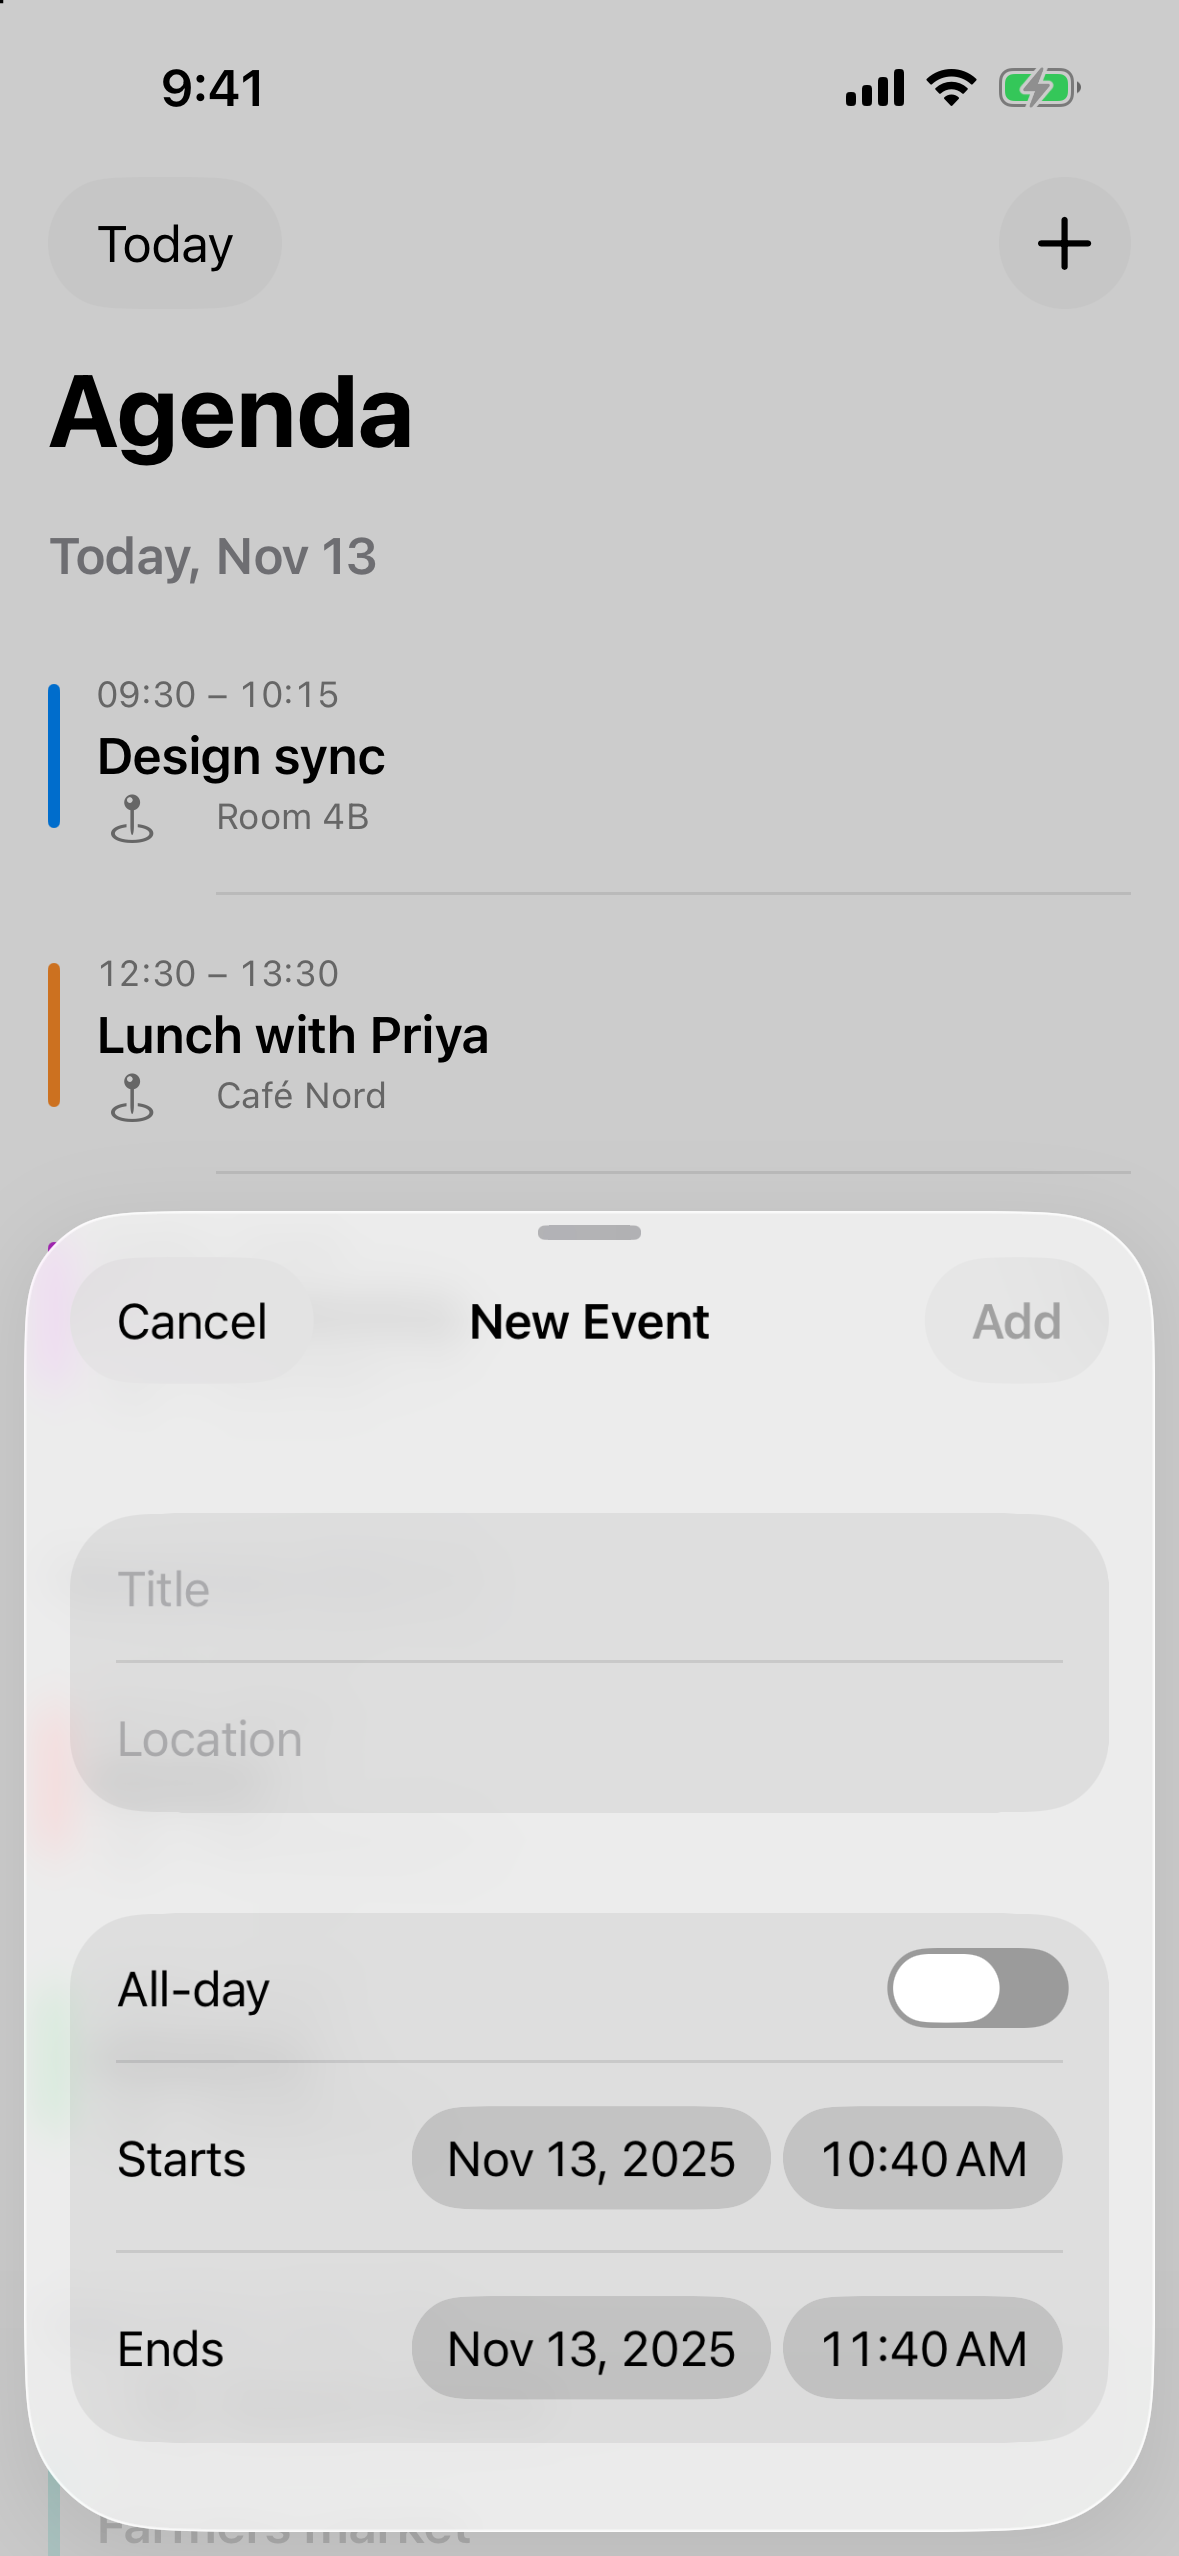 9:41
Today
Agenda
Today, Nov 13
09:30 – 10:15
Design sync
Room 4B
12:30 – 13:30
Lunch with Priya
Café Nord
Cancel New Event Add
Title
Location
All-day
Starts Nov 13, 2025 10:40 AM
Ends Nov 13, 2025 11:40 AM
Farmers market